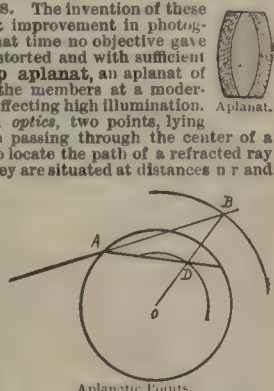 s. The invention of these
t improvement in photog-
at time no objective gave
storted and with sufficient
p aplanat, an aplanat of
the members at a moder-
ffecting high illumination.
Aplanat.
optics, two points, lying
passing through the center of a
o locate the path of a refracted ray
ey are situated at distances n r and
A
B
D
O
Aplanetic Points.